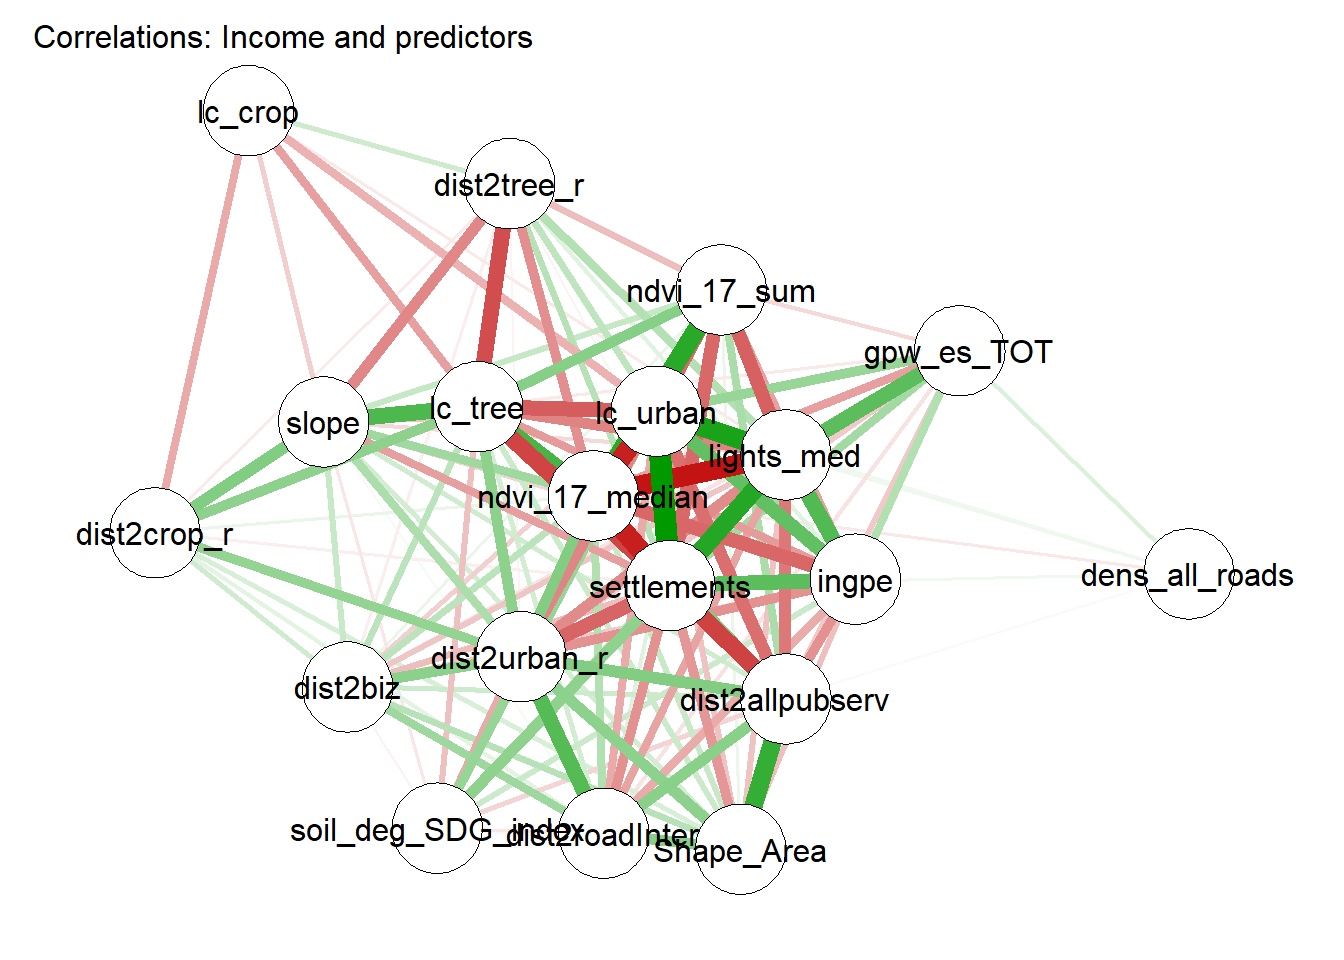 Correlations: Income and predictors
lc_crop
dist2tree_r
ndvi_17_sum
gpw_es_TOT
slope
lc_tree
lc_urban
lights_med
ndvi_17_median
dist2crop_r
settlements
ingpe
dens_all_roads
dist2biz
dist2urban_r
dist2allpubserv
soil_deg_SDG_index
dist2roadInter
Shape_Area